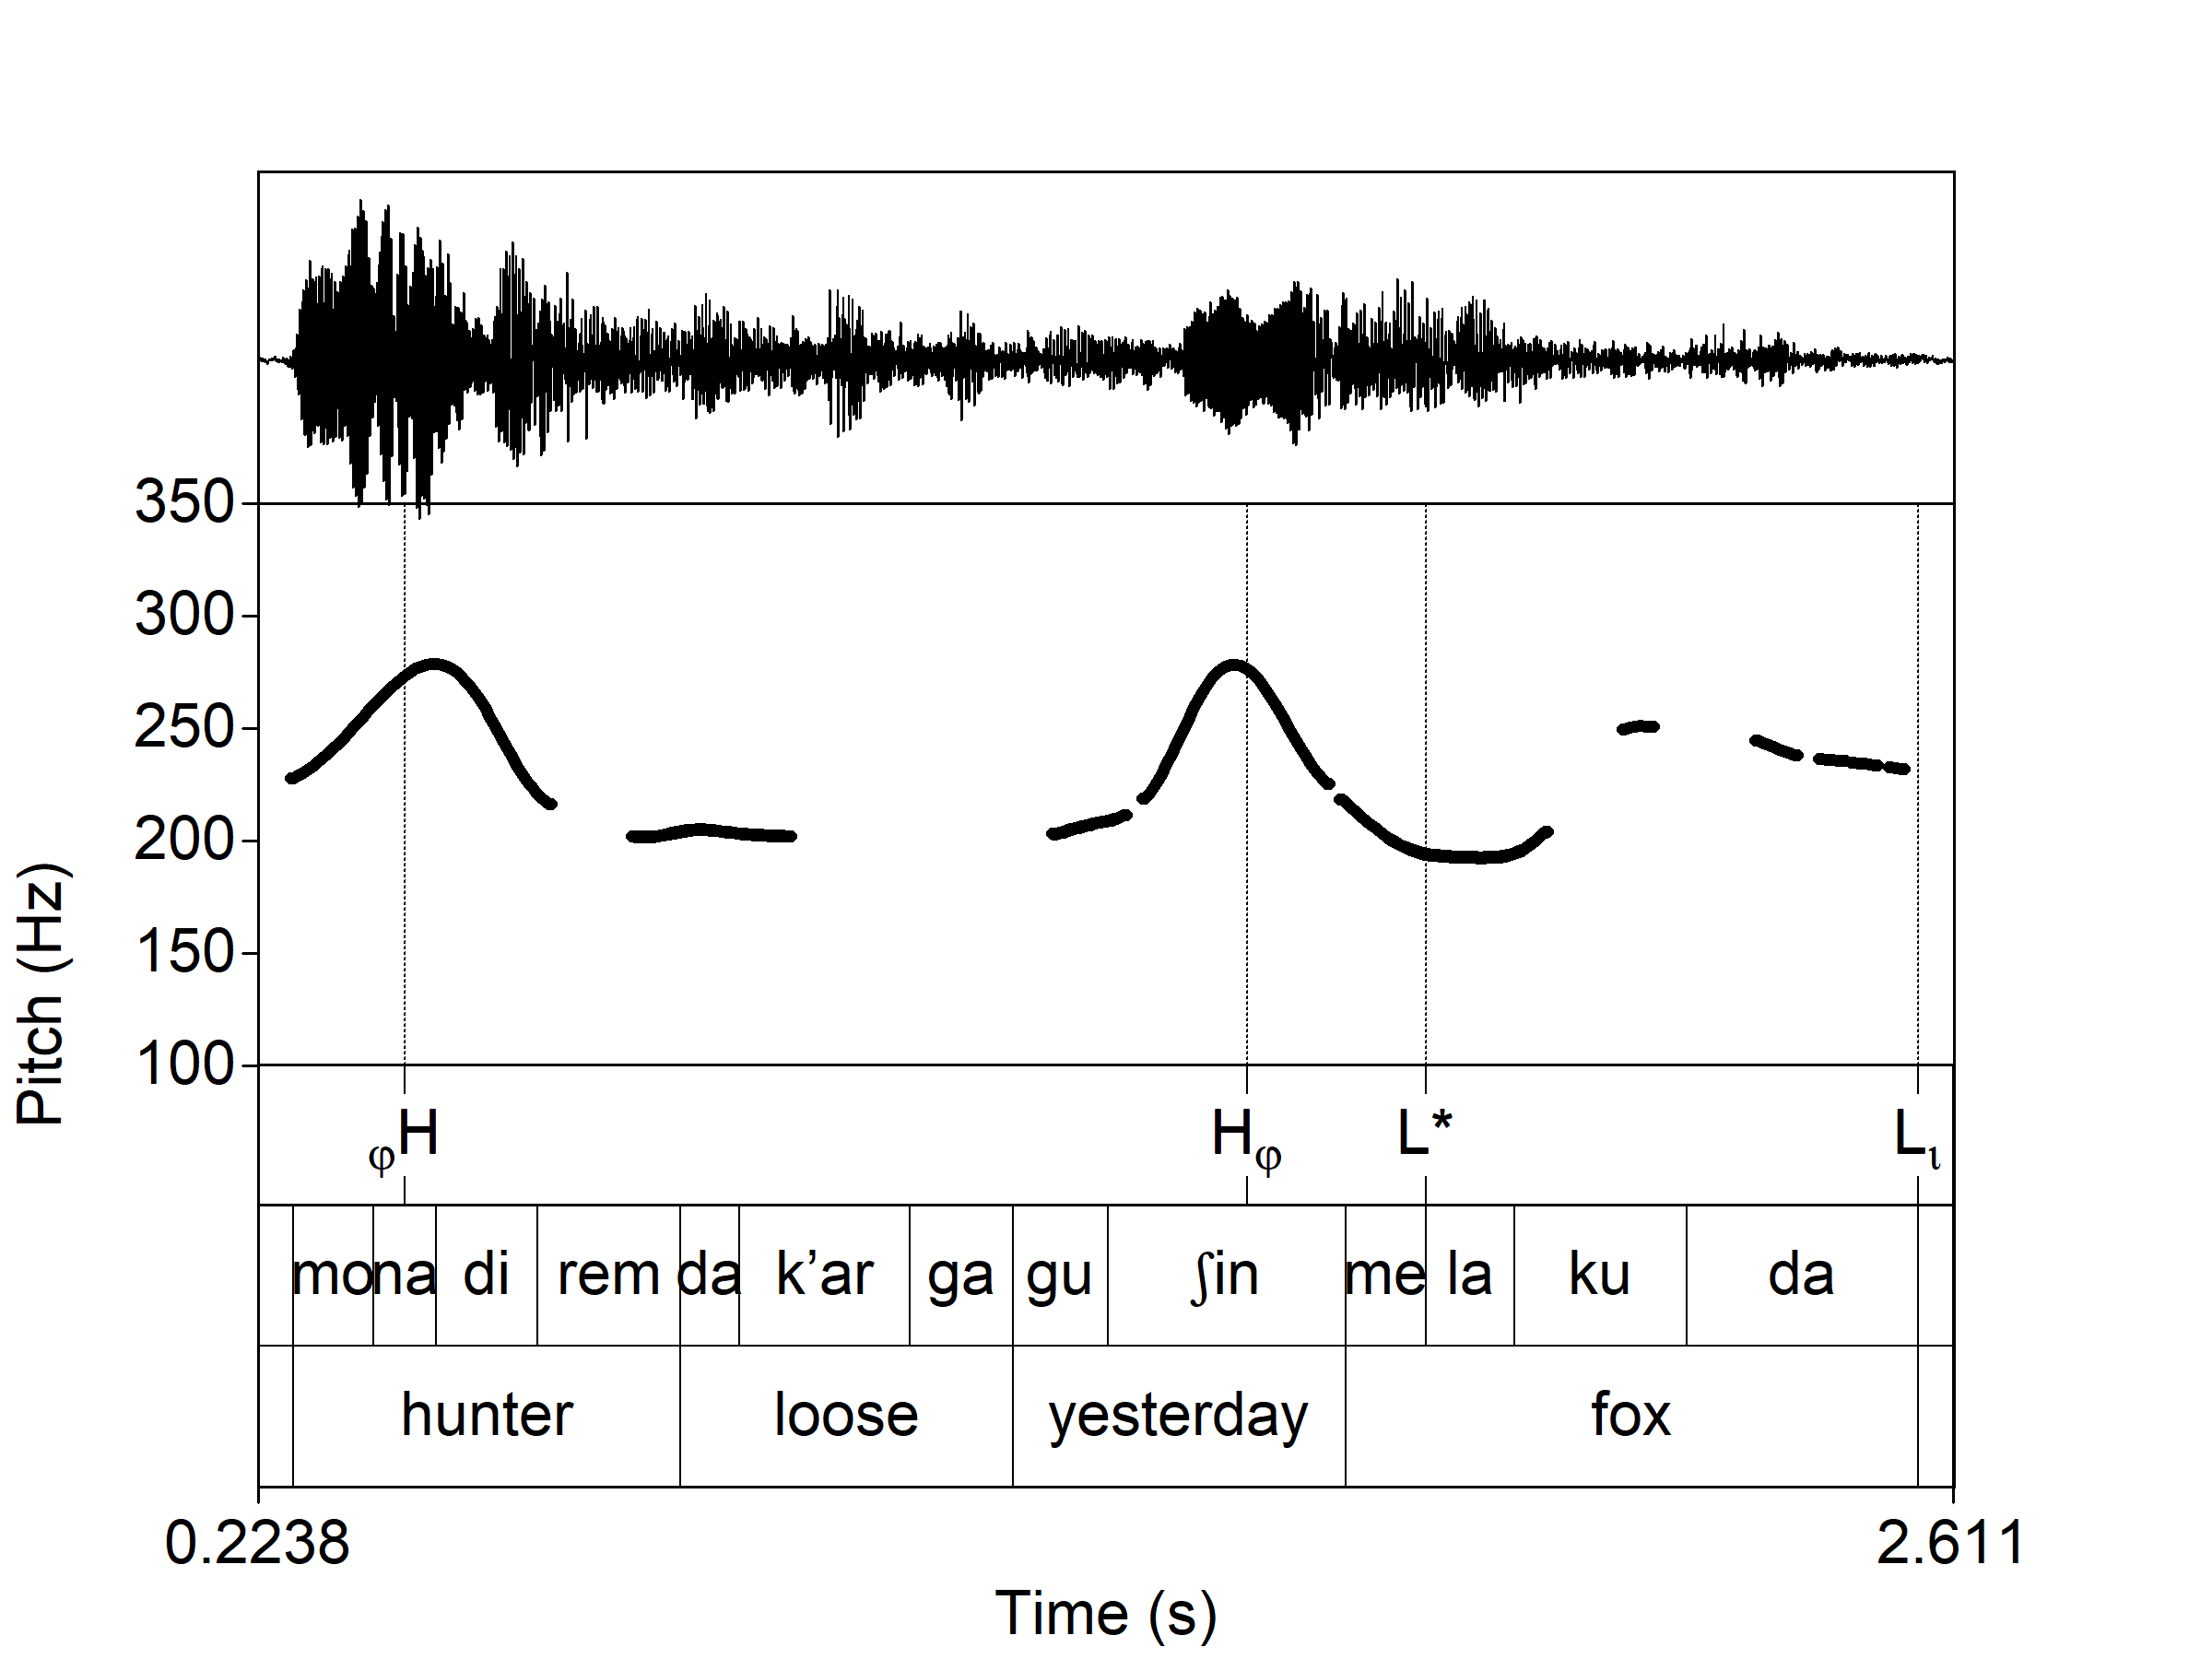 350
300
250
200
150
100
Pitch (Hz)
φH Hφ L* Lι
mo na di rem da k’ar ga gu ʃin me la ku da
hunter loose yesterday fox
0.2238 2.611
Time (s)